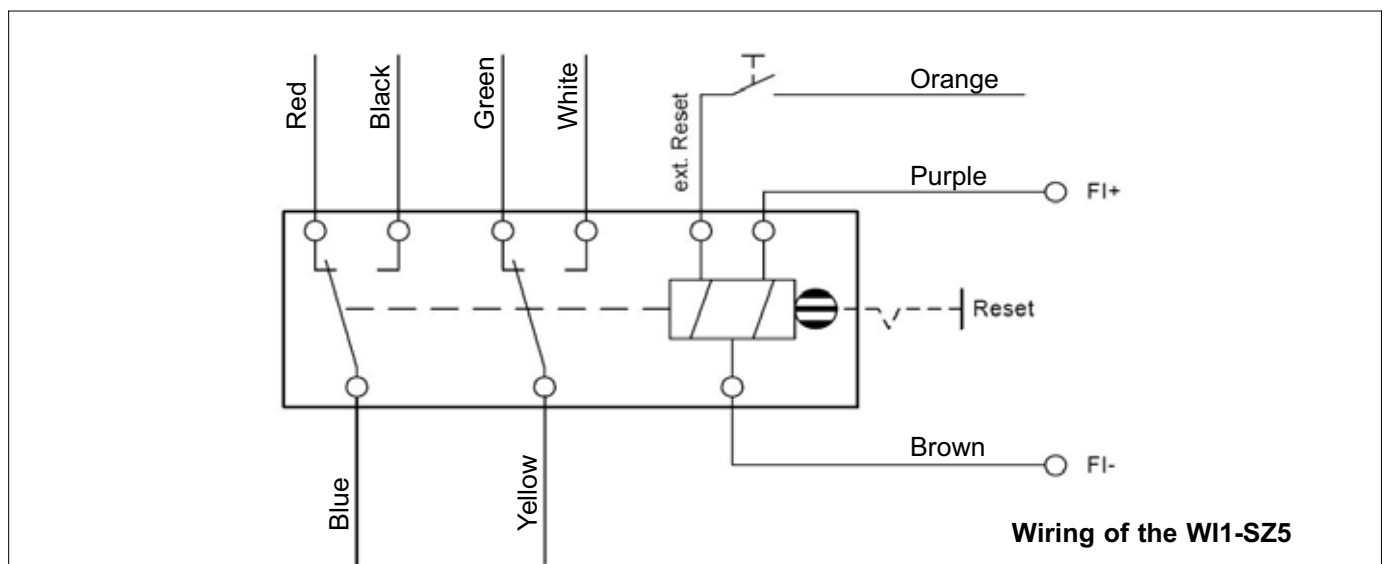 Red
Black
Green
White
ext. Reset
Orange
Purple
FI+
Reset
Brown
FI-
Blue
Yellow
Wiring of the WI1-SZ5